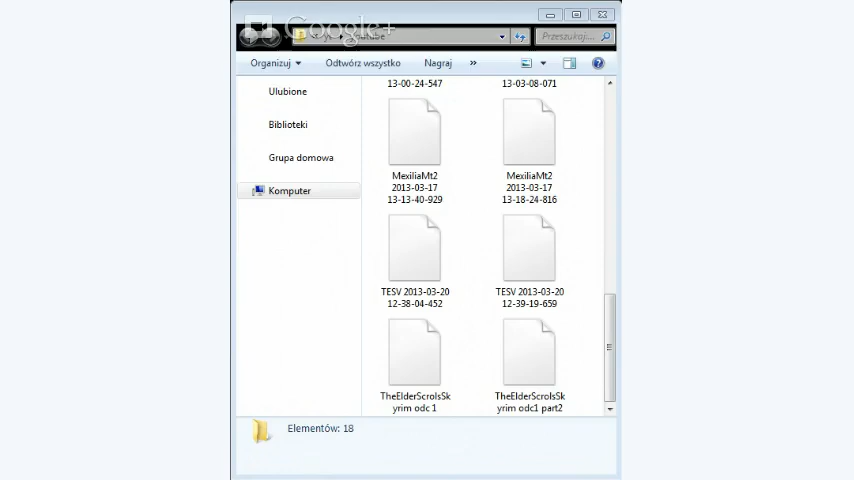 Google+
Przeszukaj...
Organizuj Odtwórz wszystko Nagraj »
Ulubione
Biblioteki
Grupa domowa
Komputer
13-00-24-547
13-03-08-071
MexiliaMt2
2013-03-17
13-13-40-929
MexiliaMt2
2013-03-17
13-18-24-816
TESV 2013-03-20
12-38-04-452
TESV 2013-03-20
12-39-19-659
TheElderScrolsSk
yrim odc 1
TheElderScrolsSk
yrim odc1 part2
Elementów: 18